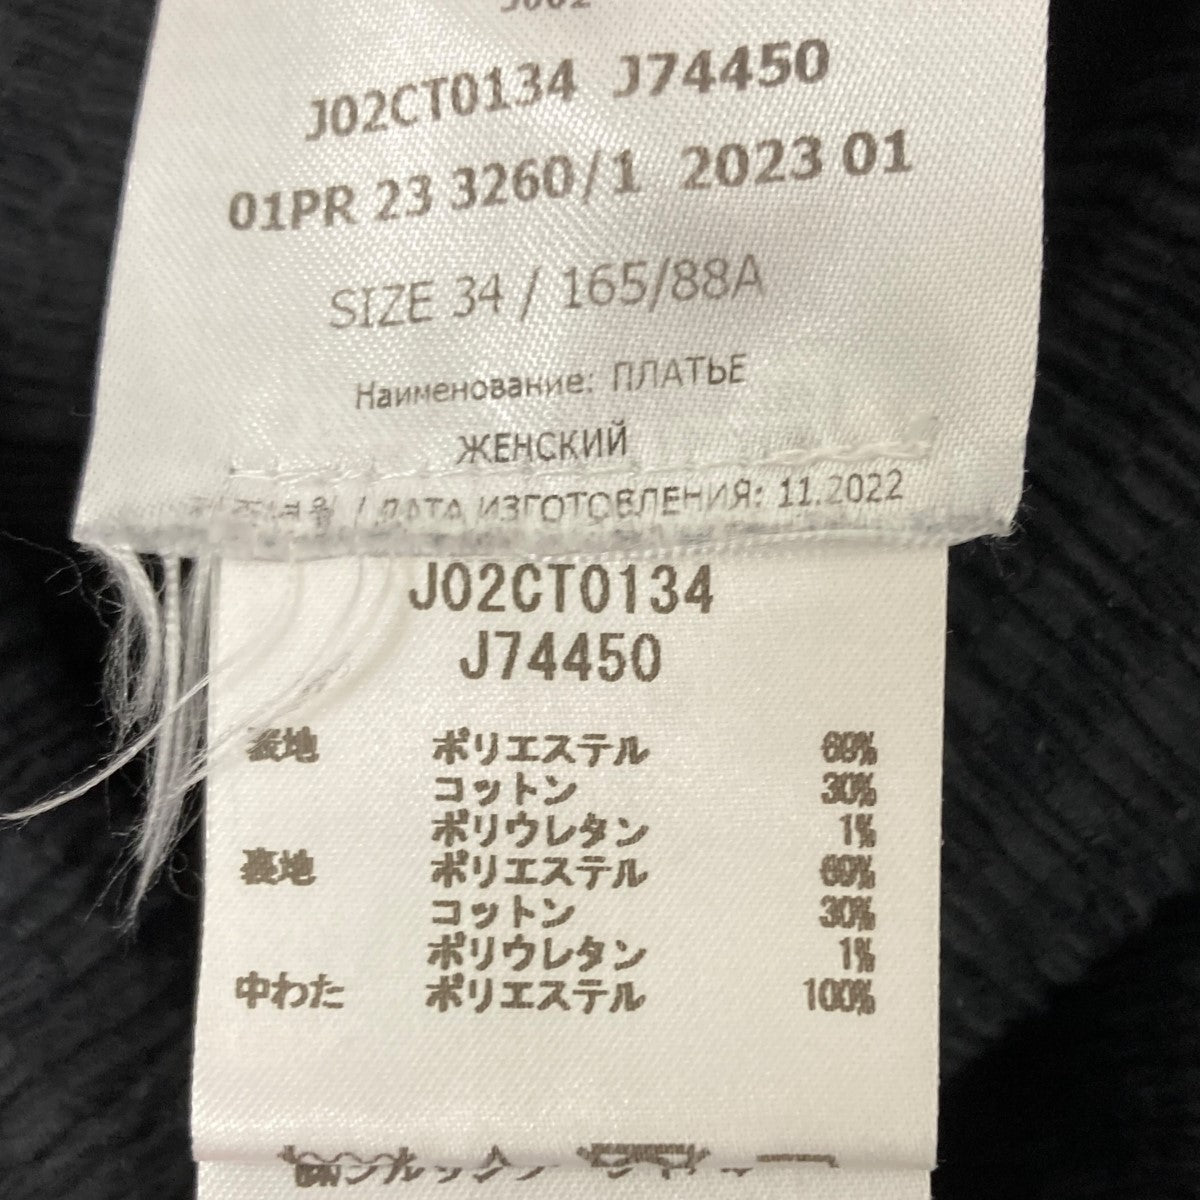 J02CT0134 J74450
01PR 23 3260/1 2023 01
SIZE 34 / 165/88A
Наименование: ПЛАТЬЕ
ЖЕНСКИЙ
/ ДАТА ИЗГОТОВЛЕНИЯ: 11.2022
J02CT0134
J74450
表地 ポリエステル 69%
コットン 30%
ポリウレタン 1%
裏地 ポリエステル 69%
コットン 30%
ポリウレタン 1%
中わた ポリエステル 100%